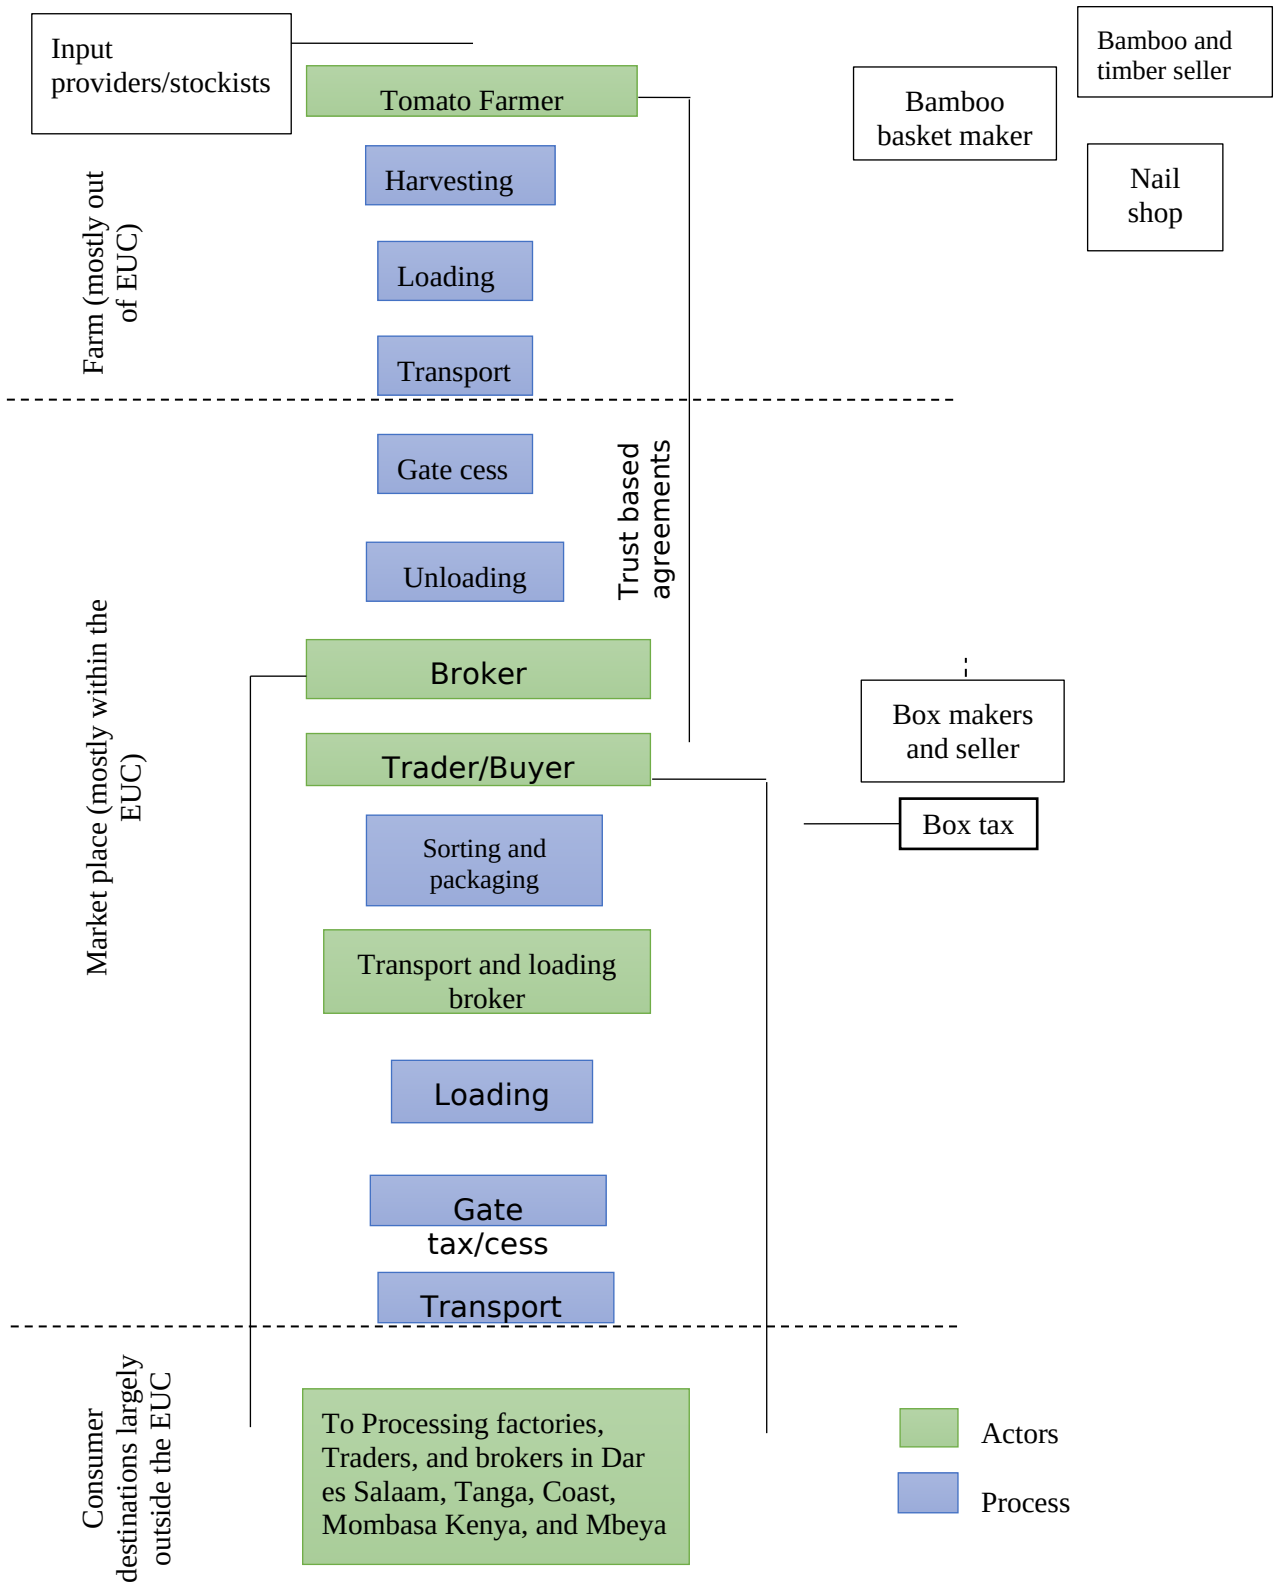 Input
providers/stockists
Tomato Farmer
Bamboo
basket maker
Bamboo and
timber seller
Nail
shop
Farm (mostly out
of EUC)
Harvesting
Loading
Transport
Gate cess
Unloading
Trust based
agreements
Market place (mostly within the
EUC)
Broker
Trader/Buyer
Box makers
and seller
Box tax
Sorting and
packaging
Transport and loading
broker
Loading
Gate
tax/cess
Transport
Consumer
destinations largely
outside the EUC
To Processing factories,
Traders, and brokers in Dar
es Salaam, Tanga, Coast,
Mombasa Kenya, and Mbeya
Actors
Process